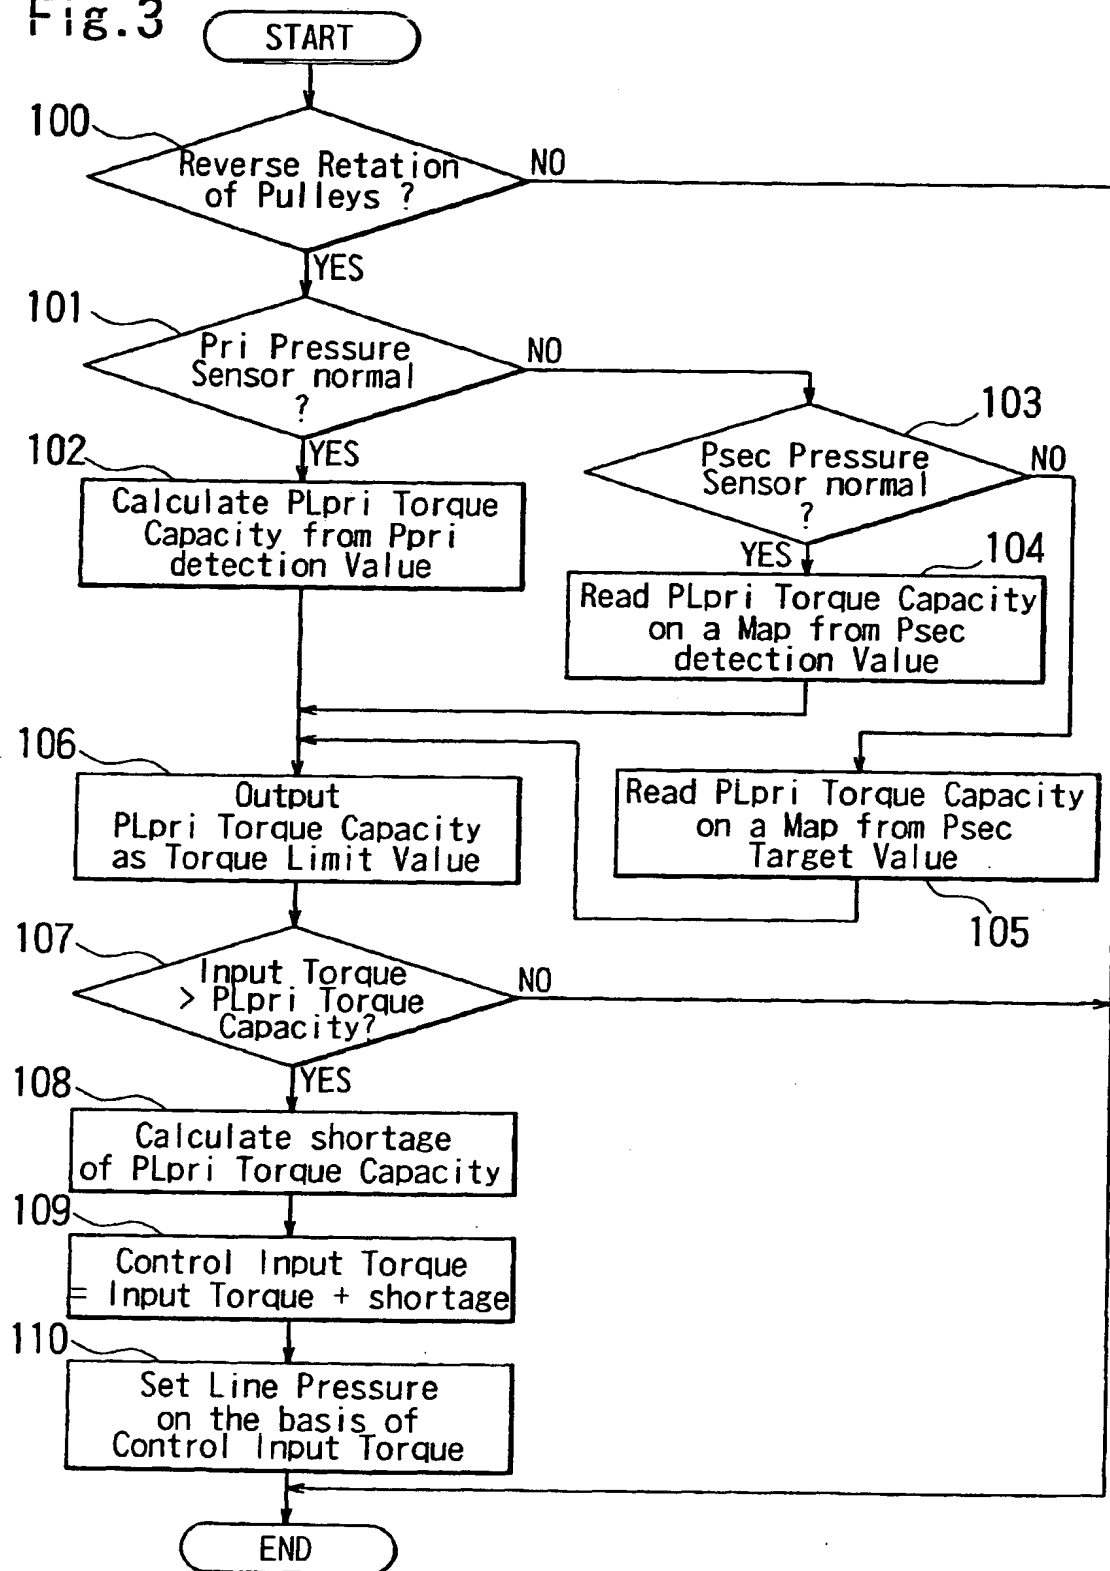 Fig.3
START
100
Reverse Retation
of Pulleys ?
NO
YES
101
Pri Pressure
Sensor normal
?
NO
YES
103
Psec Pressure
Sensor normal
?
NO
YES
102
Calculate PLpri Torque
Capacity from Ppri
detection Value
104
Read PLpri Torque Capacity
on a Map from Psec
detection Value
106
Output
PLpri Torque Capacity
as Torque Limit Value
Read PLpri Torque Capacity
on a Map from Psec
Target Value
105
107
Input Torque
> PLpri Torque
Capacity?
NO
YES
108
Calculate shortage
of PLpri Torque Capacity
109
Control Input Torque
= Input Torque + shortage
110
Set Line Pressure
on the basis of
Control Input Torque
END